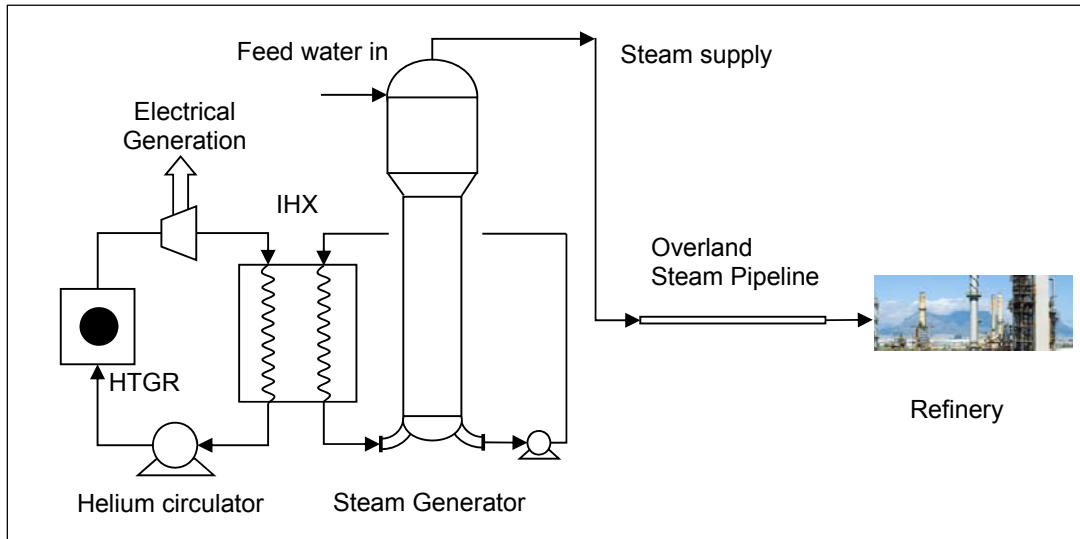 Feed water in
Steam supply
Electrical
Generation
IHX
Overland
Steam Pipeline
HTGR
Refinery
Helium circulator
Steam Generator